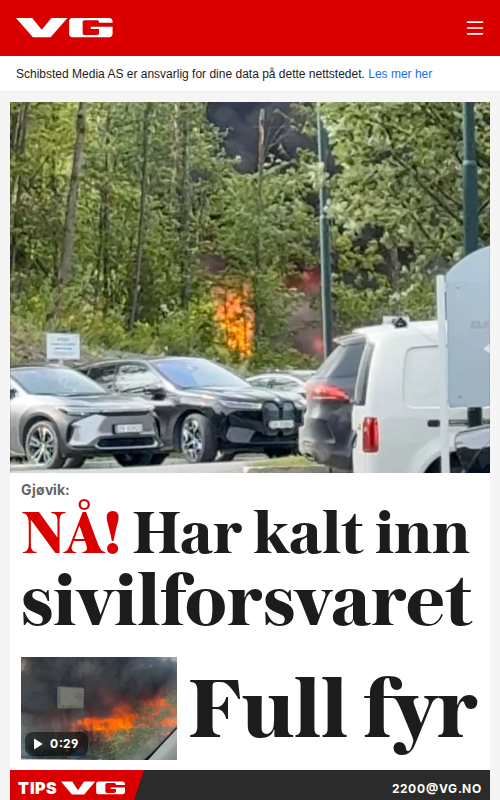 VG
Schibsted Media AS er ansvarlig for dine data på dette nettstedet. Les mer her
Gjøvik:
NÅ! Har kalt inn
sivilforsvaret
0:29
Full fyr
TIPS VG
2200@VG.NO